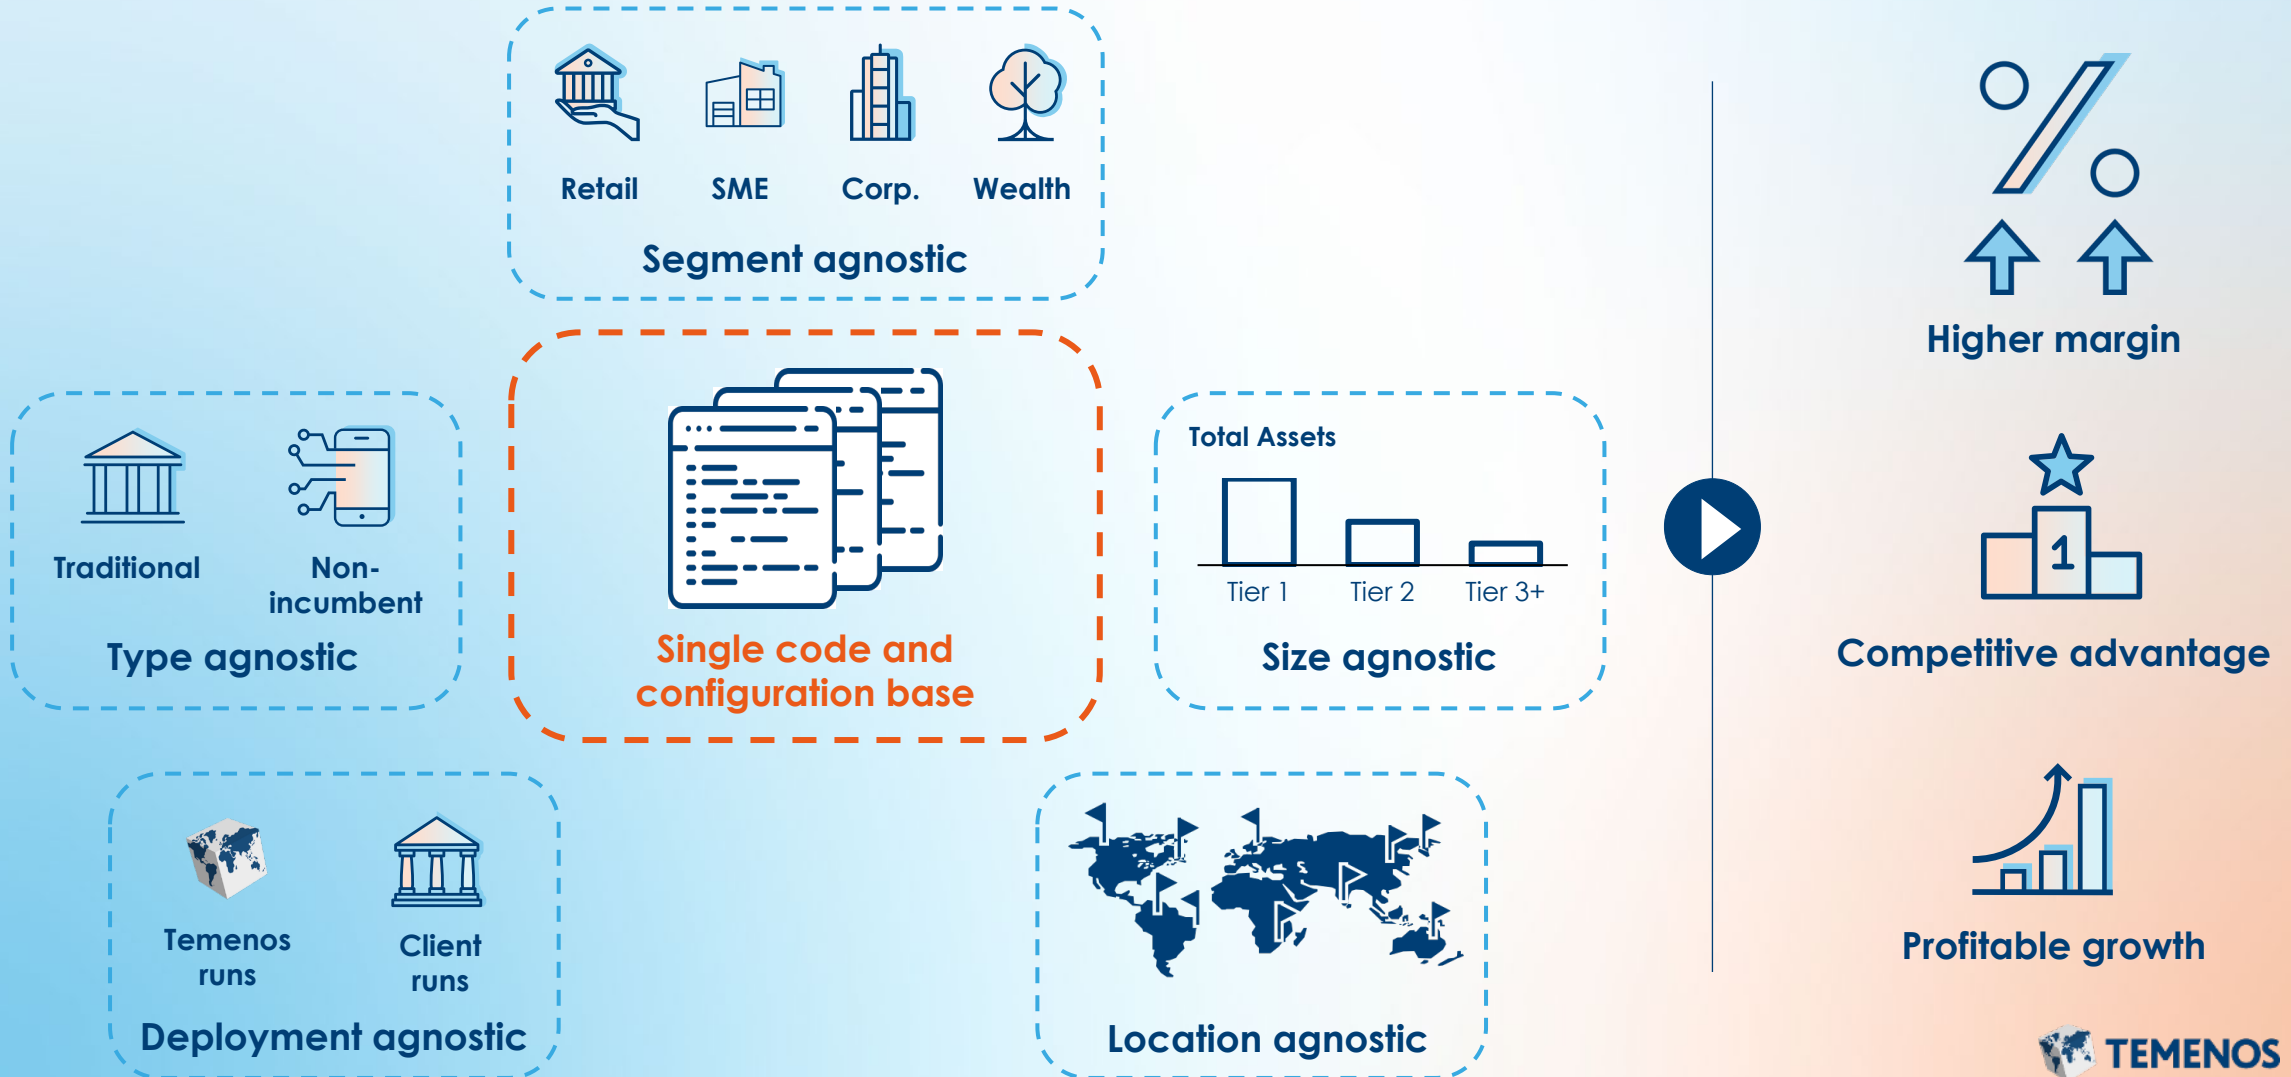 Retail
SME
Corp.
Wealth
Segment agnostic
Traditional
Non-
incumbent
Type agnostic
Single code and
configuration base
Total Assets
Tier 1
Tier 2
Tier 3+
Size agnostic
Temenos
runs
Client
runs
Deployment agnostic
Location agnostic
Higher margin
1
Competitive advantage
Profitable growth
TEMENOS